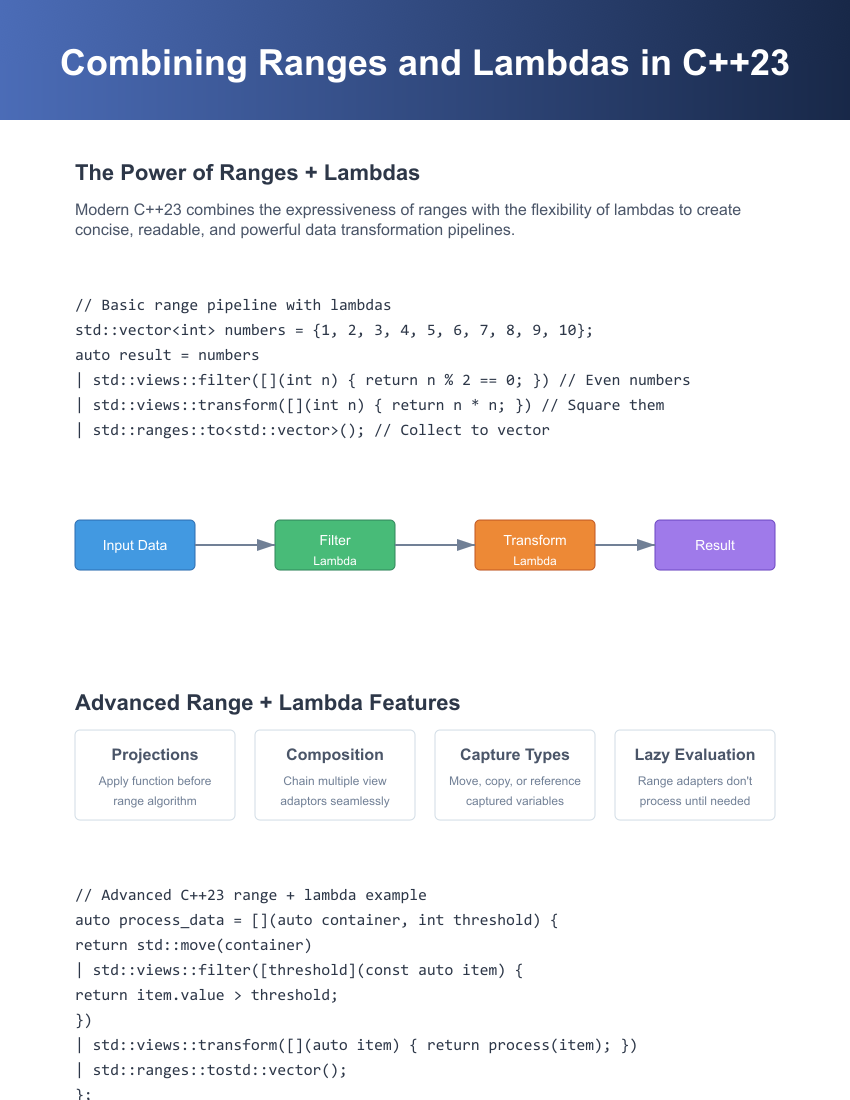 Combining Ranges and Lambdas in C++23
The Power of Ranges + Lambdas
Modern C++23 combines the expressiveness of ranges with the flexibility of lambdas to create
concise, readable, and powerful data transformation pipelines.
// Basic range pipeline with lambdas
std::vector<int> numbers = {1, 2, 3, 4, 5, 6, 7, 8, 9, 10};
auto result = numbers
| std::views::filter([](int n) { return n % 2 == 0; }) // Even numbers
| std::views::transform([](int n) { return n * n; }) // Square them
| std::ranges::to<std::vector>(); // Collect to vector
Input Data
Filter
Lambda
Transform
Lambda
Result
Advanced Range + Lambda Features
Projections
Apply function before
range algorithm
Composition
Chain multiple view
adaptors seamlessly
Capture Types
Move, copy, or reference
captured variables
Lazy Evaluation
Range adapters don't
process until needed
// Advanced C++23 range + lambda example
auto process_data = [](auto container, int threshold) {
return std::move(container)
| std::views::filter([threshold](const auto item) {
return item.value > threshold;
})
| std::views::transform([](auto item) { return process(item); })
| std::ranges::tostd::vector();
};